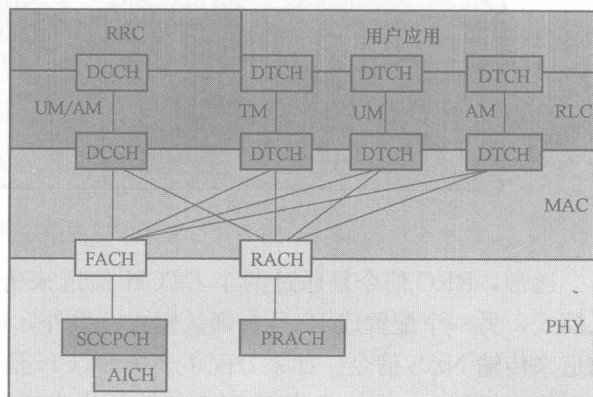 RRC 用户应用
DCCH DTCH DTCH DTCH
UM/AM TM UM AM RLC
DCCH DTCH DTCH DTCH
MAC
FACH RACH
PHY
SCCPCH PRACH
AICH